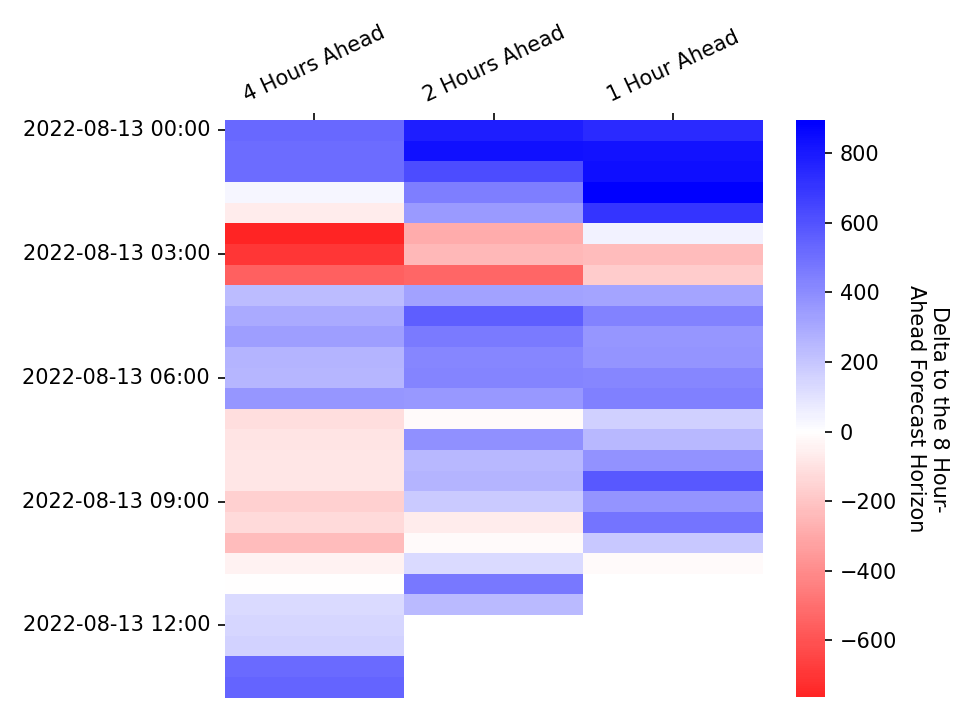 4 Hours Ahead
2 Hours Ahead
1 Hour Ahead
2022-08-13 00:00
2022-08-13 03:00
2022-08-13 06:00
2022-08-13 09:00
2022-08-13 12:00
800
600
400
200
0
−200
−400
−600
Delta to the 8 Hour-
Ahead Forecast Horizon